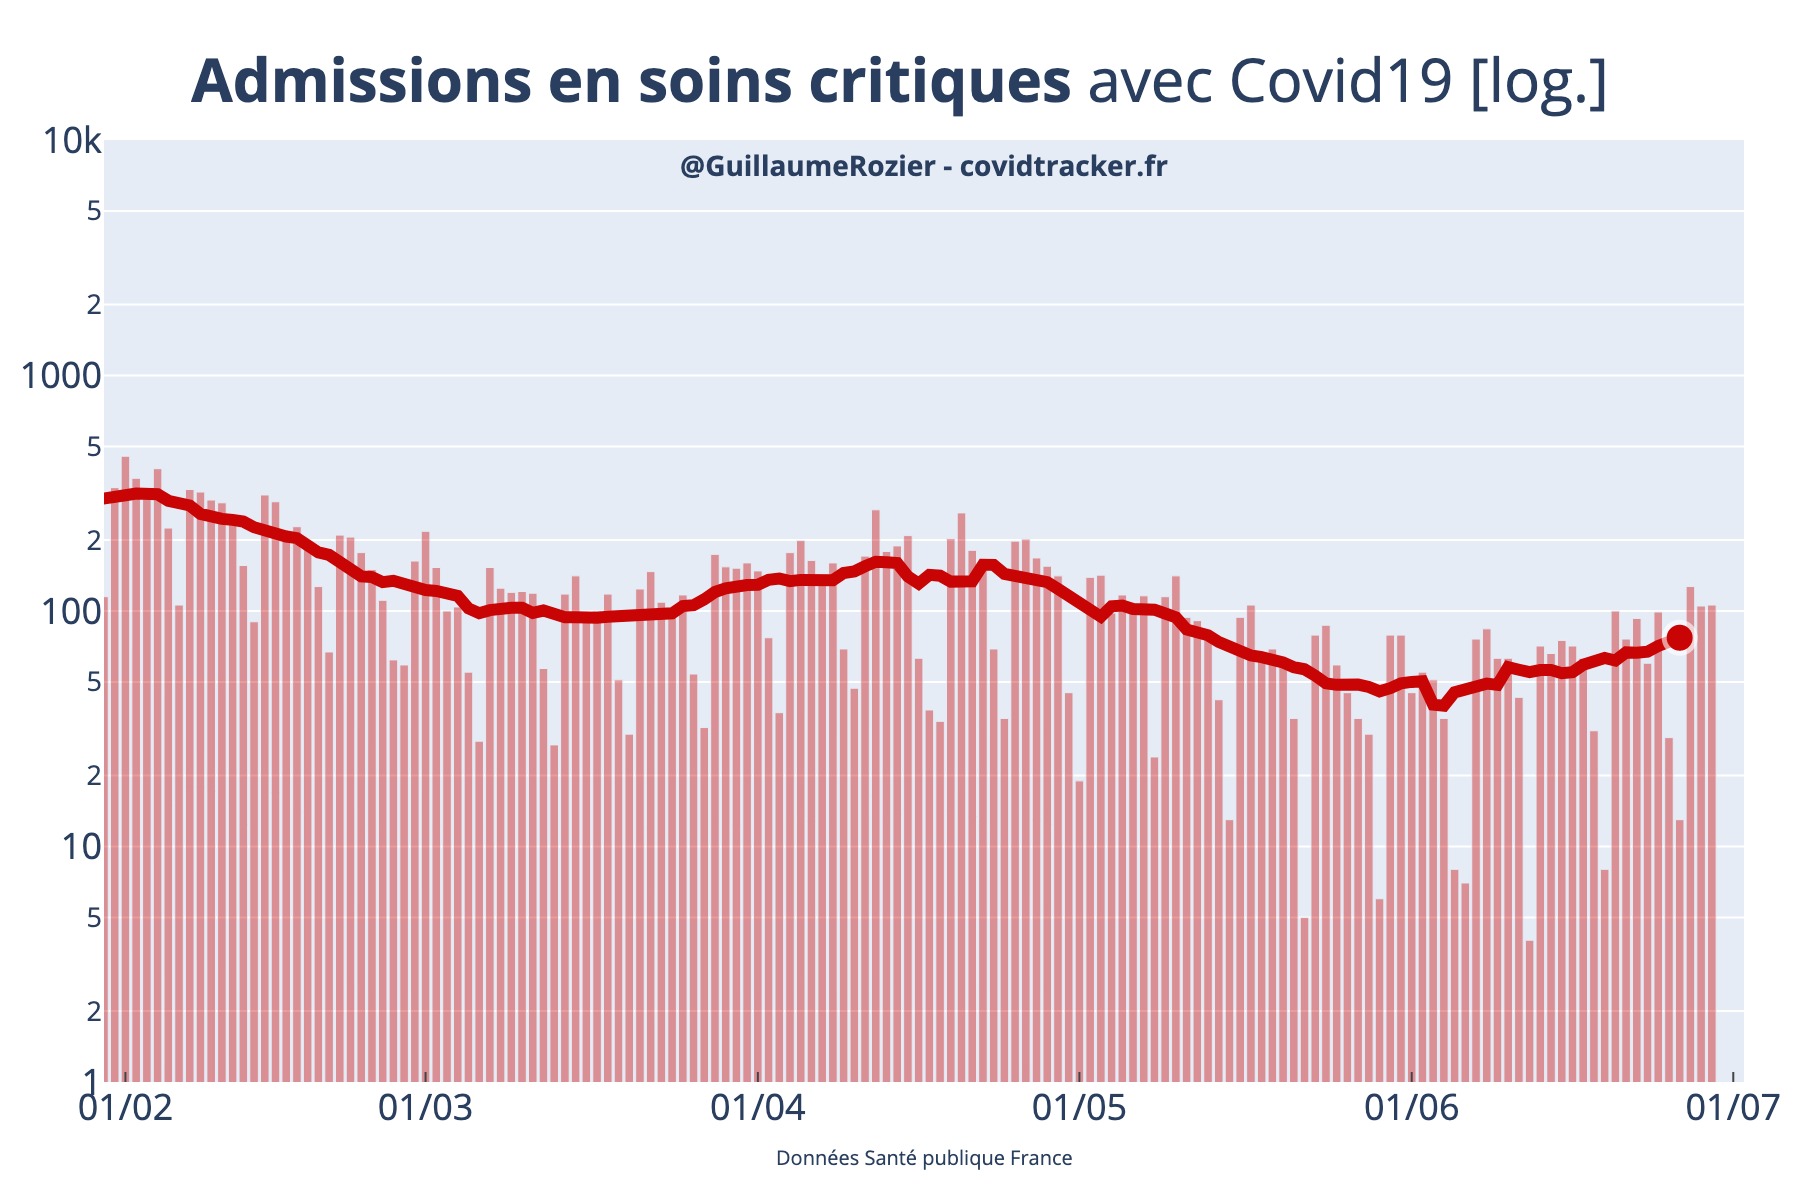 Admissions en soins critiques avec Covid19 [log.]
@GuillaumeRozier - covidtracker.fr
10k
5
2
1000
5
2
100
5
2
10
5
2
1
01/02 01/03 01/04 01/05 01/06 01/07
Données Santé publique France